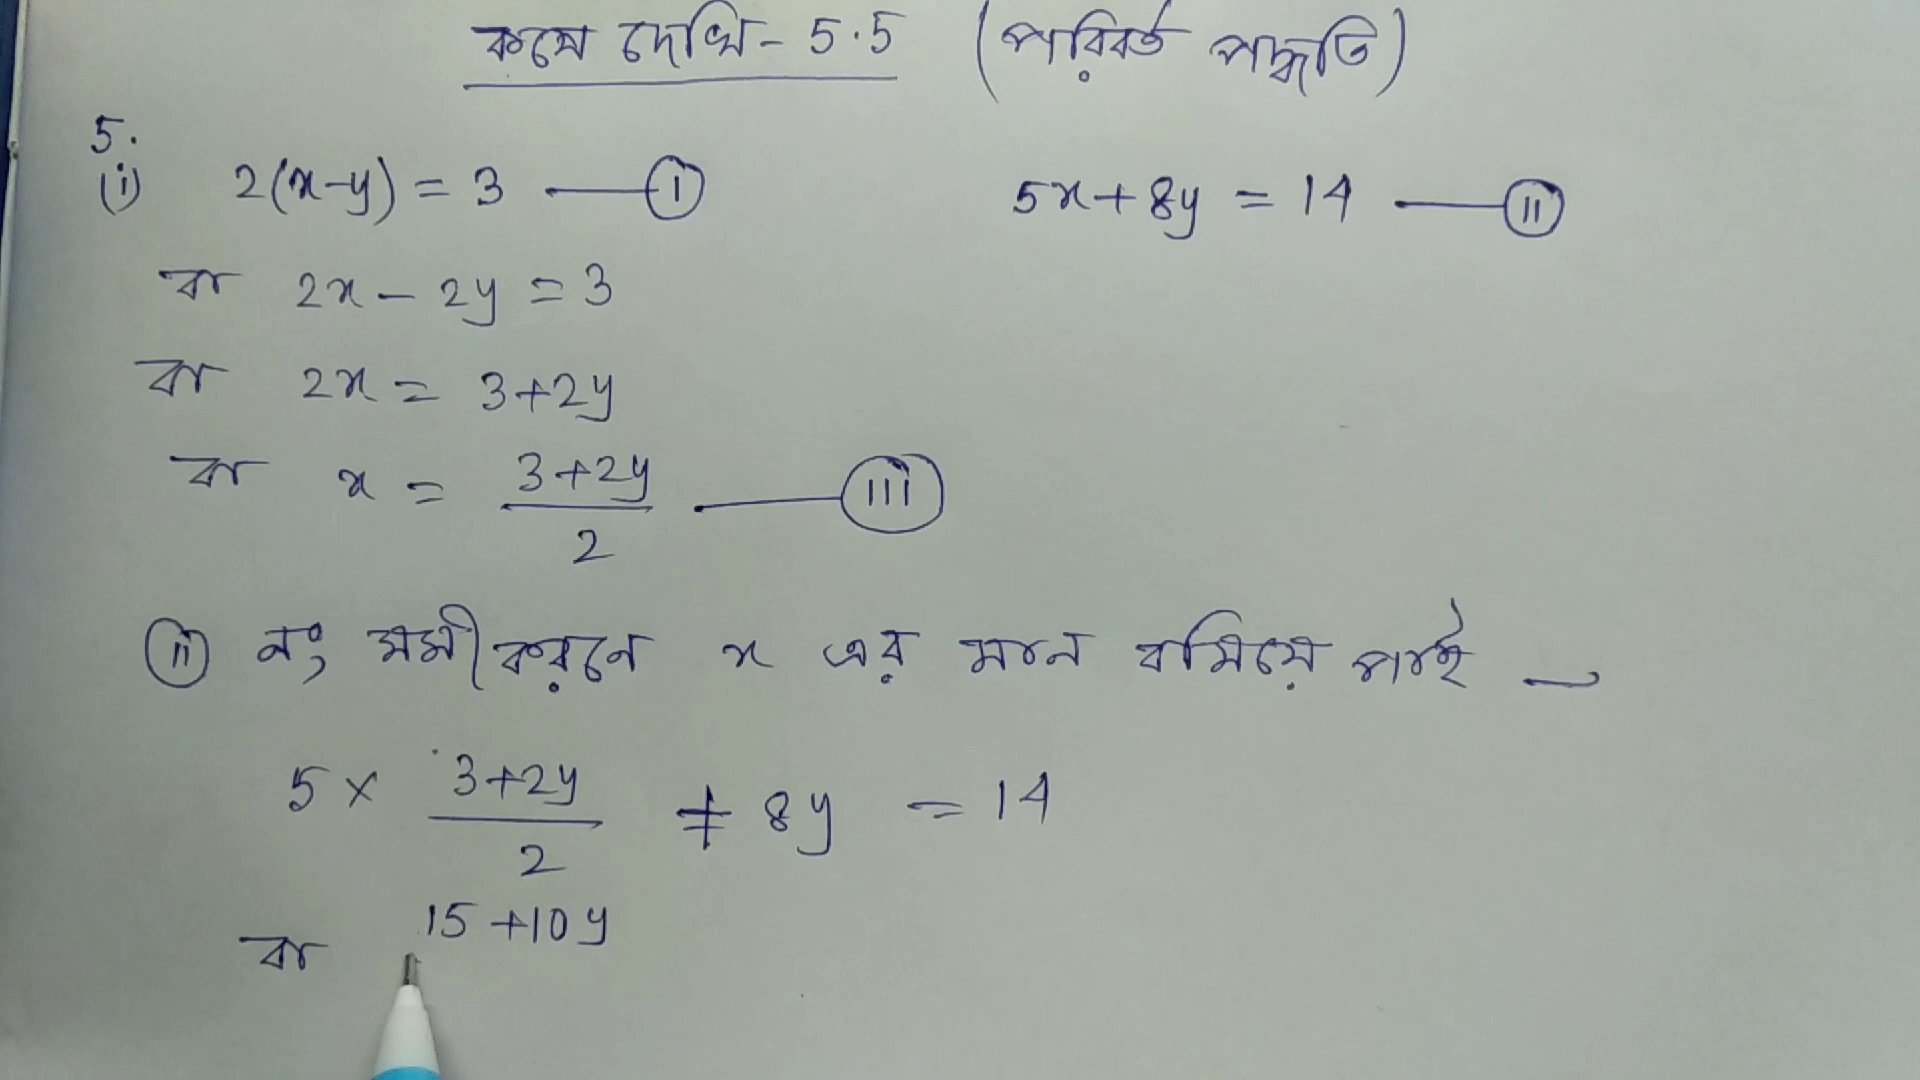 কষে দেখি - 5.5 (পরিবর্ত পদ্ধতি)
5.
(i) 2(x-y) = 3 —— (i) 5x+8y = 14 —— (ii)
বা 2x - 2y = 3
বা 2x = 3+2y
বা x = (3+2y)/2 —— (iii)
(ii) নং সমীকরনে x এর মান বসিয়ে পাই —
5 × (3+2y)/2 + 8y = 14
বা 15 +10y